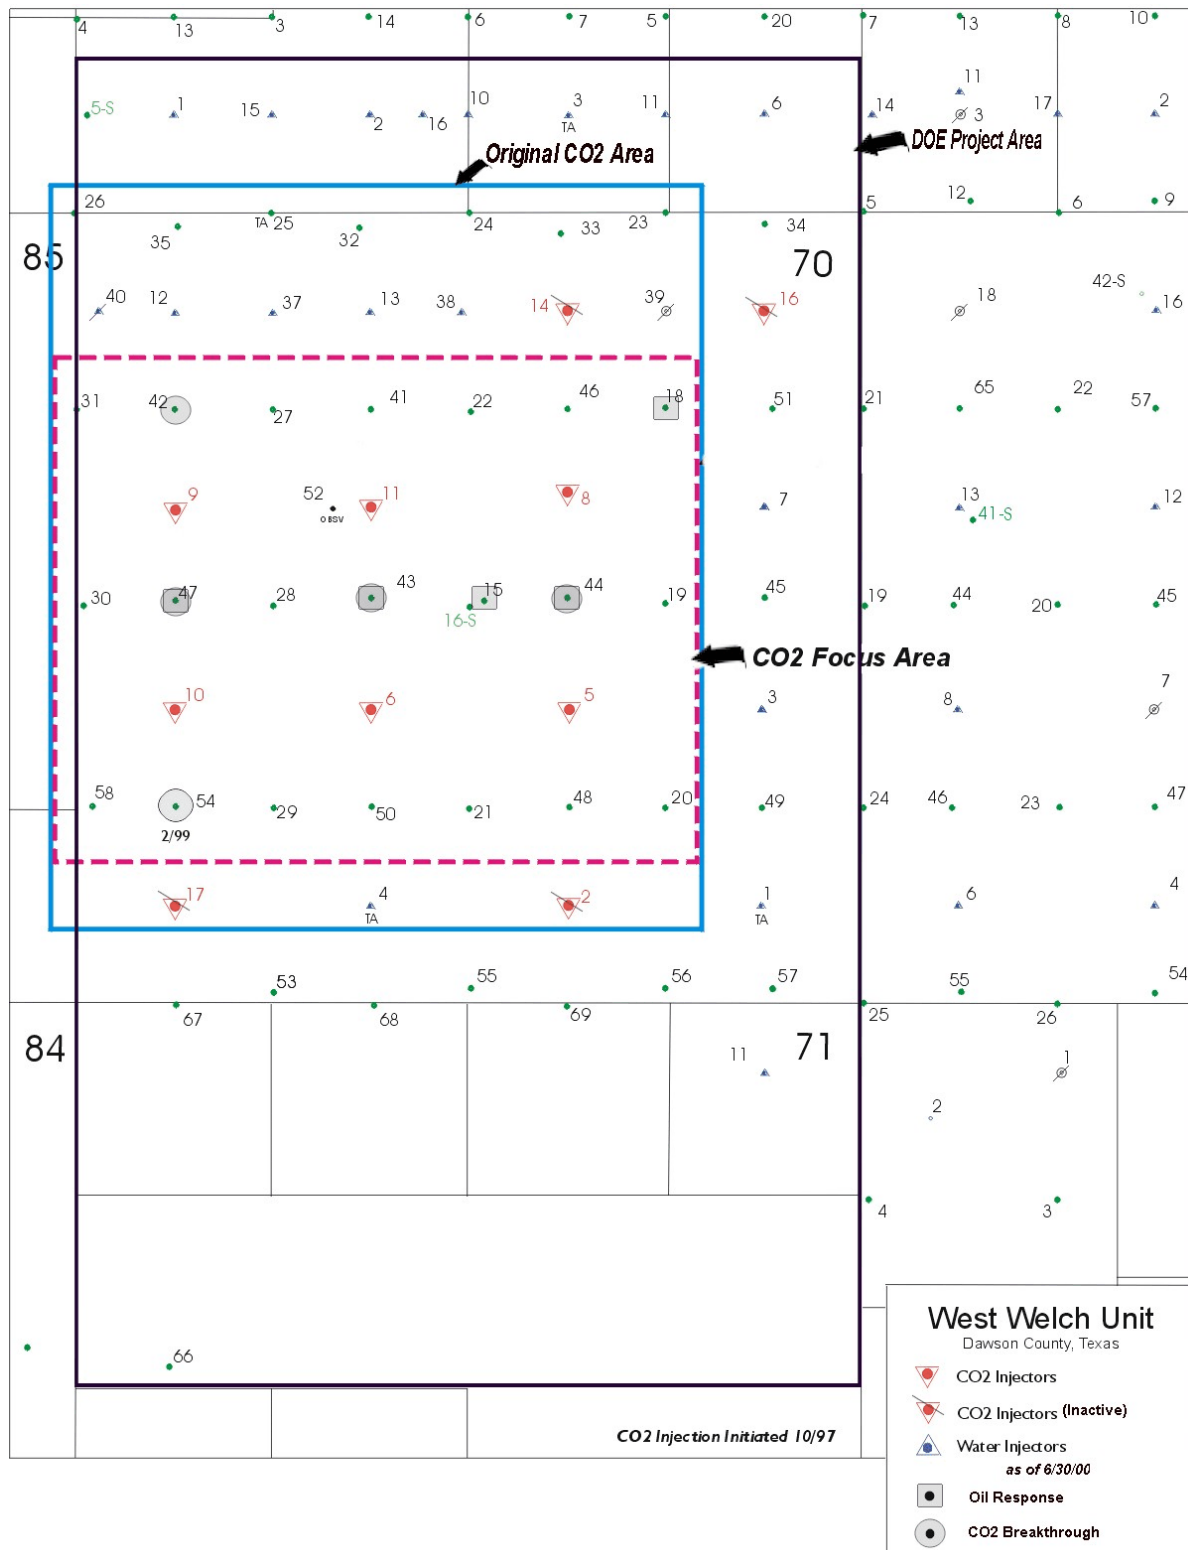 4 13 3 14 6 7 5 20 7 13 8 10
5-S 1 15 2 16 10 3 11 6 14 11 3 17 2
TA
Original CO2 Area
DOE Project Area
26 35 TA 25 32 24 33 23 34 5 12 6 9
85 70
40 12 37 13 38 14 39 16 18 42-S 16
31 42 27 41 22 46 18 51 21 65 22 57
9 52 11 8 7 13 12
OBSV
41-S
30 47 28 43 15 44 19 45 19 44 20 45
16-S
CO2 Focus Area
10 6 5 3 8 7
58 54 29 50 21 48 20 49 24 46 23 47
2/99
17 4 2 1 6 4
TA TA
53 55 56 57 55 54
67 68 69 25 26
84 71
11 1
2
4 3
66
CO2 Injection Initiated 10/97
West Welch Unit
Dawson County, Texas
CO2 Injectors
CO2 Injectors (Inactive)
Water Injectors
as of 6/30/00
Oil Response
CO2 Breakthrough